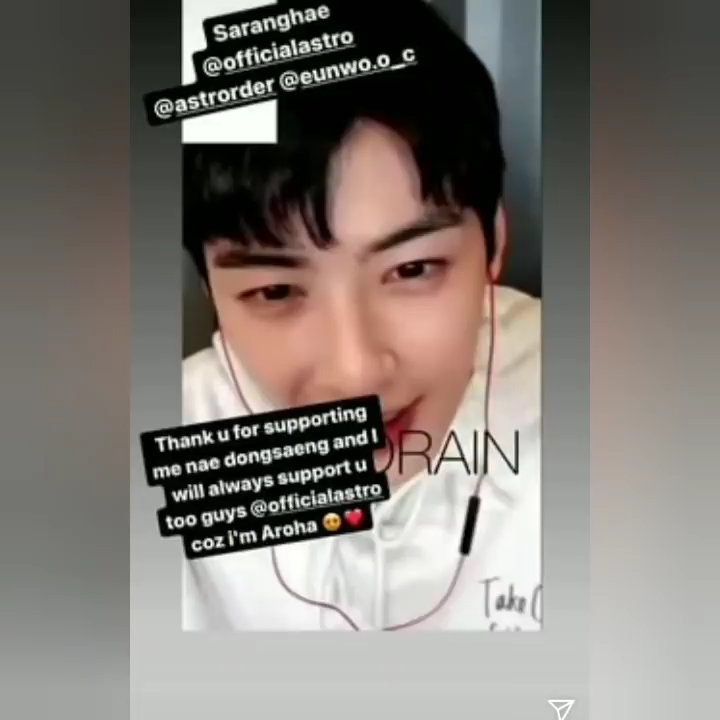 Saranghae
@officialastro
@astrorder @eunwo.o_c
Thank u for supporting
me nae dongsaeng and I
will always support u
too guys @officialastro
coz i'm Aroha 🥺❤️
ORAIN
Take